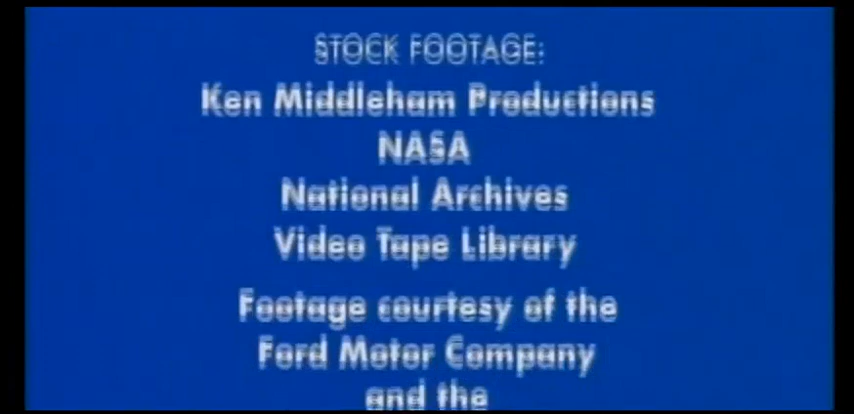 STOCK FOOTAGE:
Ken Middleham Productions
NASA
National Archives
Video Tape Library
Footage courtesy of the
Ford Motor Company
and the